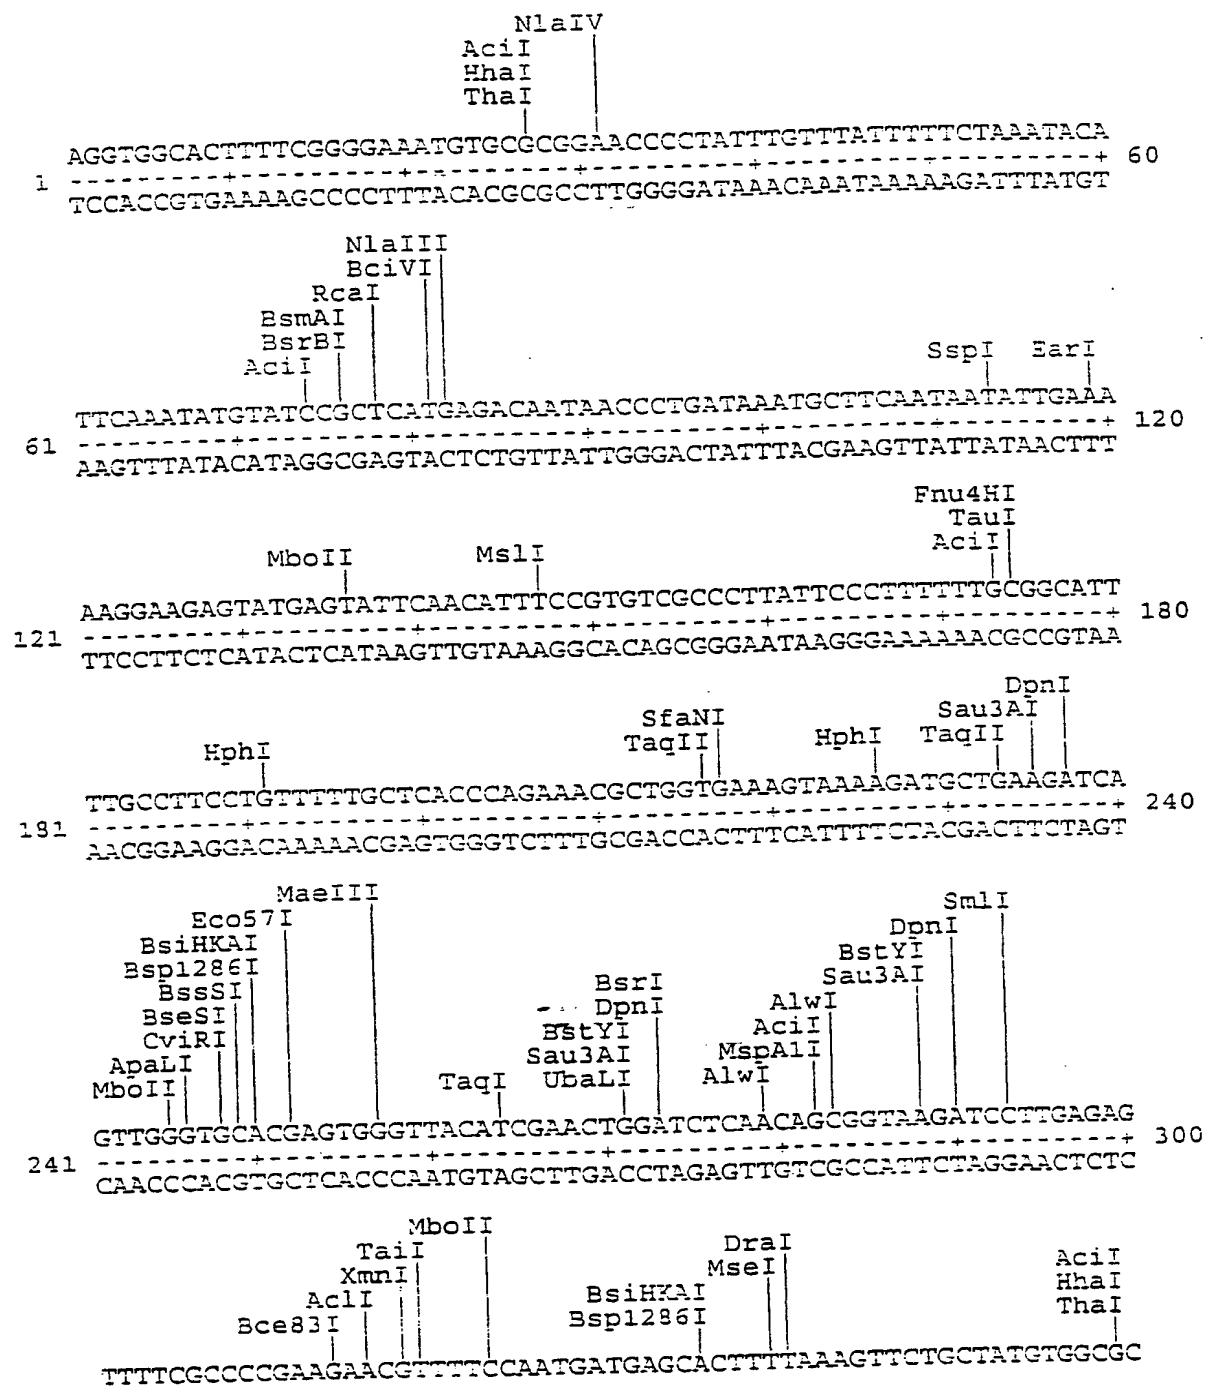 NlaIV
AciI
HhaI
ThaI
AGGTGGCACTTTTCGGGGAAATGTGCGCGGAACCCCTATTTGTTTATTTTTCTAAATACA
1 ---------+---------+---------+---------+---------+---------+ 60
TCCACCGTGAAAAGCCCCTTTACACGCGCCTTGGGGATAAACAAATAAAAAGATTTATGT
NlaIII
BciVI
RcaI
BsmAI
BsrBI
AciI
SspI EarI
TTCAAATATGTATCCGCTCATGAGACAATAACCCTGATAAATGCTTCAATAATATTGAAA
61 ---------+---------+---------+---------+---------+---------+ 120
AAGTTTATACATAGGCGAGTACTCTGTTATTGGGACTATTTACGAAGTTATTATAACTTT
Fnu4HI
TauI
MboII MslI AciI
AAGGAAGAGTATGAGTATTCAACATTTCCGTGTCGCCCTTATTCCCTTTTTTGCGGCATT
121 ---------+---------+---------+---------+---------+---------+ 180
TTCCTTCTCATACTCATAAGTTGTAAAGGCACAGCGGGAATAAGGGAAAAAACGCCGTAA
DpnI
SfaNI Sau3AI
HphI TaqII HphI TaqII
TTGCCTTCCTGTTTTTGCTCACCCAGAAACGCTGGTGAAAGTAAAAGATGCTGAAGATCA
181 ---------+---------+---------+---------+---------+---------+ 240
AACGGAAGGACAAAAACGAGTGGGTCTTTGCGACCACTTTCATTTTCTACGACTTCTAGT
MaeIII SmlI
Eco57I DpnI
BsiHKAI BstYI
Bsp1286I BsrI Sau3AI
BssSI DpnI AlwI
BseSI BstYI AciI
CviRI Sau3AI MspA1I
ApaLI UbaLI AlwI
MboII TaqI
GTTGGGTGCACGAGTGGGTTACATCGAACTGGATCTCAACAGCGGTAAGATCCTTGAGAG
241 ---------+---------+---------+---------+---------+---------+ 300
CAACCCACGTGCTCACCCAATGTAGCTTGACCTAGAGTTGTCGCCATTCTAGGAACTCTC
MboII
TaiI DraI AciI
XmnI MseI HhaI
AclI BsiHKAI ThaI
Bce83I Bsp1286I
TTTTCGCCCCGAAGAACGTTTTCCAATGATGAGCACTTTTAAAGTTCTGCTATGTGGCGC